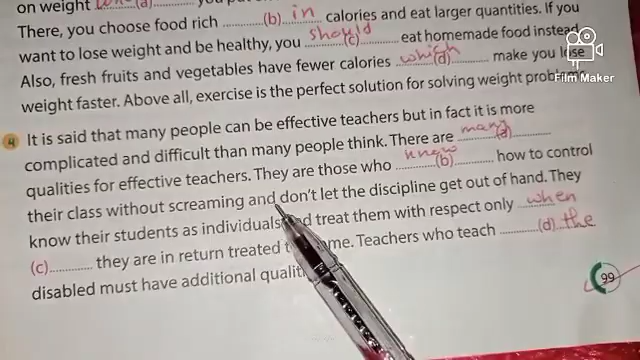 on weight (a)
There, you choose food rich ............(b) in calories and eat larger quantities. If you
want to lose weight and be healthy, you should (c) eat homemade food instead
Also, fresh fruits and vegetables have fewer calories which (d) make you lose
weight faster. Above all, exercise is the perfect solution for solving weight
Film Maker
4 It is said that many people can be effective teachers but in fact it is more
complicated and difficult than many people think. There are many (a)
qualities for effective teachers. They are those who know (b) how to control
their class without screaming and don't let the discipline get out of hand. They
know their students as individuals and treat them with respect only when
(c)............ they are in return treated Teachers who teach ............(d) the
disabled must have additional
99